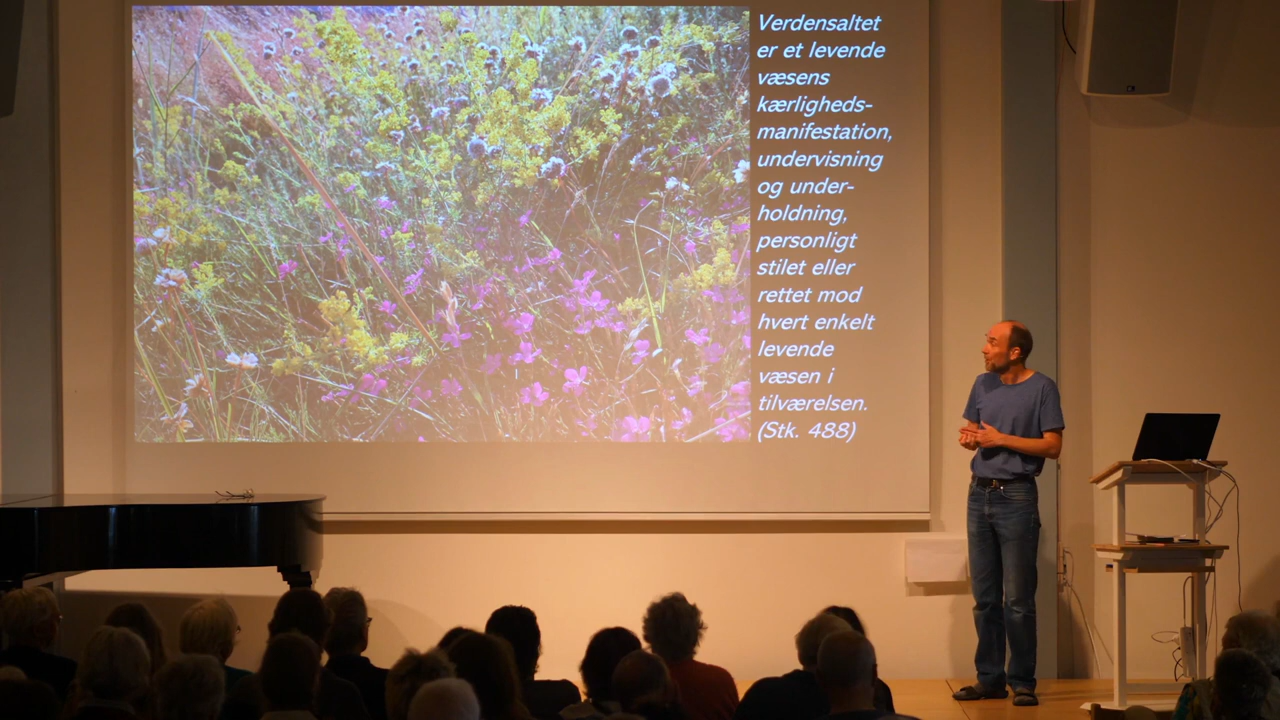 Verdensaltet
er et levende
væsens
kærligheds-
manifestation,
undervisning
og under-
holdning,
personligt
stilet eller
rettet mod
hvert enkelt
levende
væsen i
tilværelsen.
(Stk. 488)